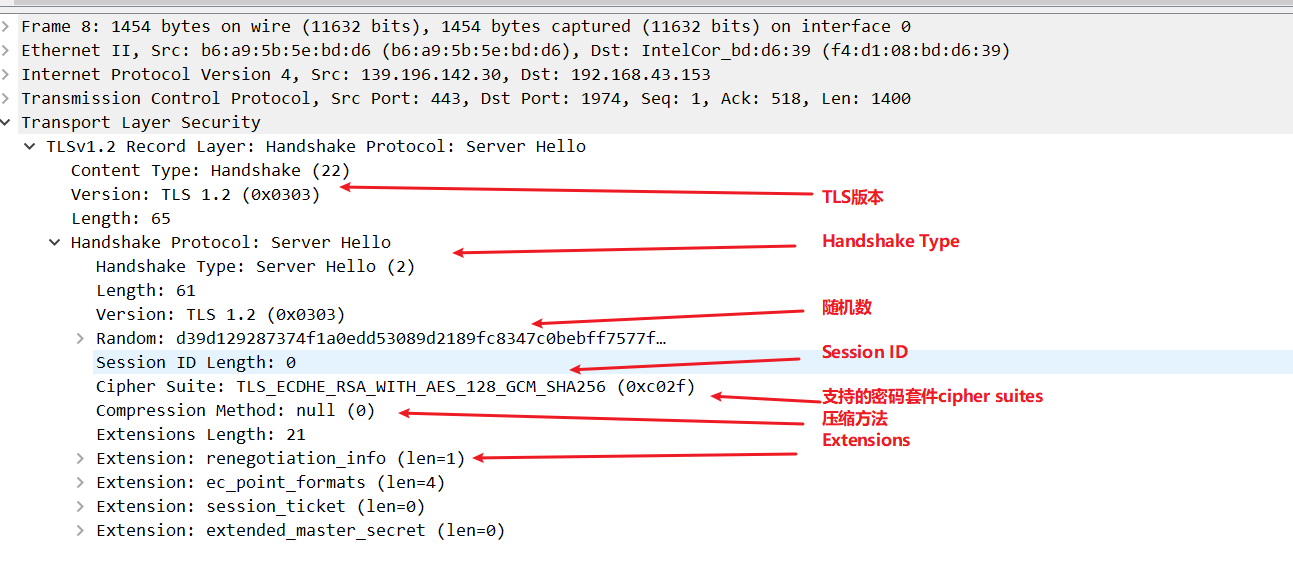 Frame 8: 1454 bytes on wire (11632 bits), 1454 bytes captured (11632 bits) on interface 0
Ethernet II, Src: b6:a9:5b:5e:bd:d6 (b6:a9:5b:5e:bd:d6), Dst: IntelCor_bd:d6:39 (f4:d1:08:bd:d6:39)
Internet Protocol Version 4, Src: 139.196.142.30, Dst: 192.168.43.153
Transmission Control Protocol, Src Port: 443, Dst Port: 1974, Seq: 1, Ack: 518, Len: 1400
Transport Layer Security
TLSv1.2 Record Layer: Handshake Protocol: Server Hello
Content Type: Handshake (22)
Version: TLS 1.2 (0x0303)
TLS版本
Length: 65
Handshake Protocol: Server Hello
Handshake Type
Handshake Type: Server Hello (2)
Length: 61
Version: TLS 1.2 (0x0303)
随机数
Random: d39d129287374f1a0edd53089d2189fc8347c0bebff7577f…
Session ID
Session ID Length: 0
Cipher Suite: TLS_ECDHE_RSA_WITH_AES_128_GCM_SHA256 (0xc02f)
支持的密码套件cipher suites
Compression Method: null (0)
压缩方法
Extensions Length: 21
Extensions
Extension: renegotiation_info (len=1)
Extension: ec_point_formats (len=4)
Extension: session_ticket (len=0)
Extension: extended_master_secret (len=0)